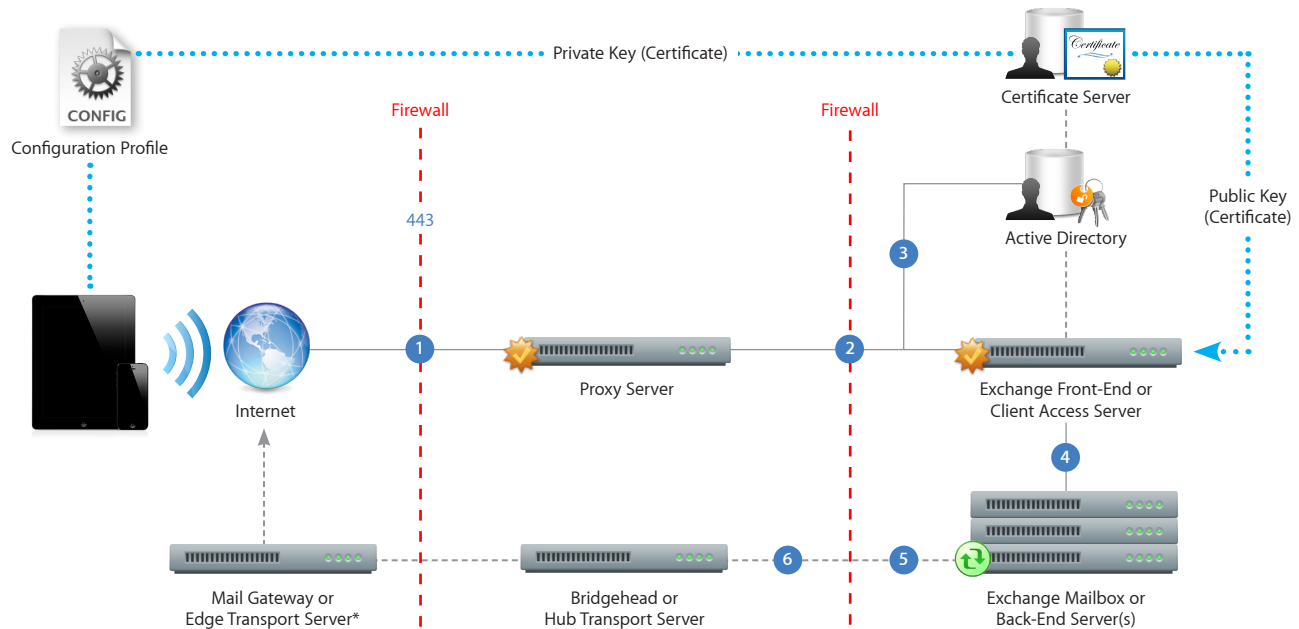 Private Key (Certificate)
Certificate
CONFIG
Configuration Profile
Certificate Server
Firewall
Firewall
Public Key
(Certificate)
443
Active Directory
3
1
2
Internet
Proxy Server
Exchange Front-End or
Client Access Server
4
6
5
Mail Gateway or
Edge Transport Server*
Bridgehead or
Hub Transport Server
Exchange Mailbox or
Back-End Server(s)